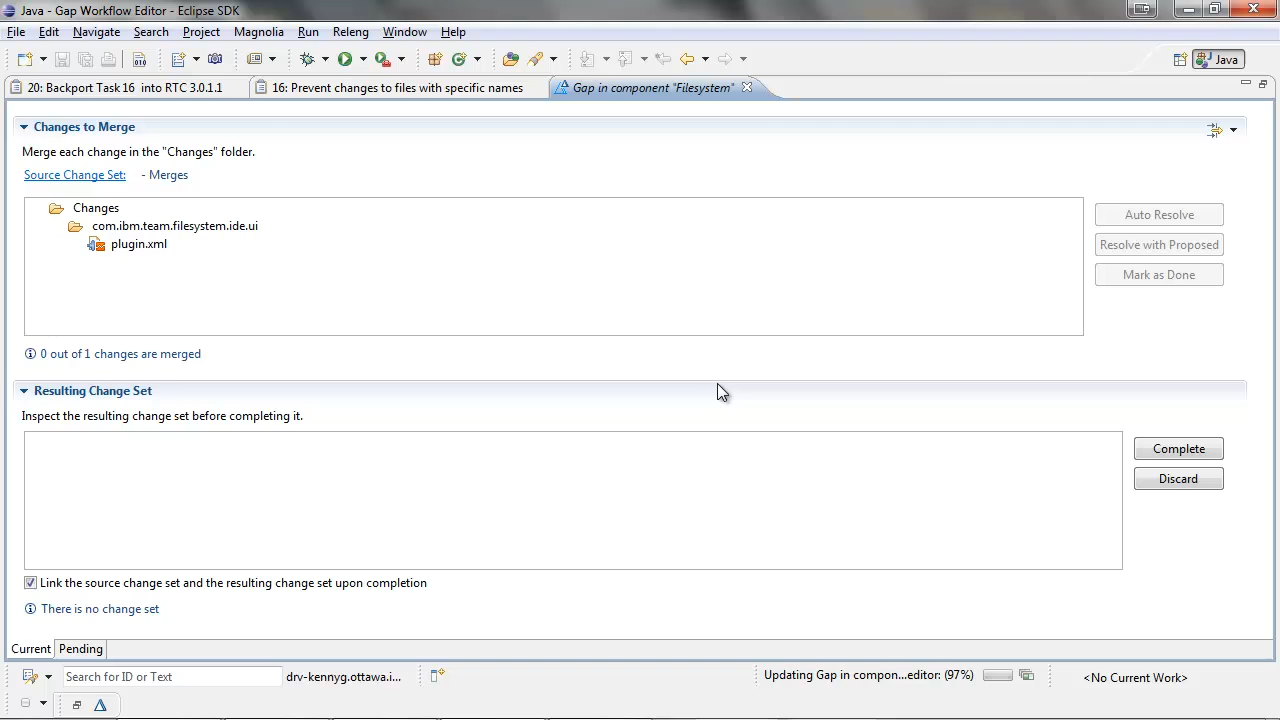 Java - Gap Workflow Editor - Eclipse SDK
File Edit Navigate Search Project Magnolia Run Releng Window Help
Java
20: Backport Task 16 into RTC 3.0.1.1
16: Prevent changes to files with specific names
Gap in component "Filesystem"
Changes to Merge
Merge each change in the "Changes" folder.
Source Change Set: - Merges
Changes
com.ibm.team.filesystem.ide.ui
plugin.xml
Auto Resolve
Resolve with Proposed
Mark as Done
0 out of 1 changes are merged
Resulting Change Set
Inspect the resulting change set before completing it.
Complete
Discard
Link the source change set and the resulting change set upon completion
There is no change set
Current Pending
Search for ID or Text
drv-kennyg.ottawa.i...
Updating Gap in compon...editor: (97%)
<No Current Work>